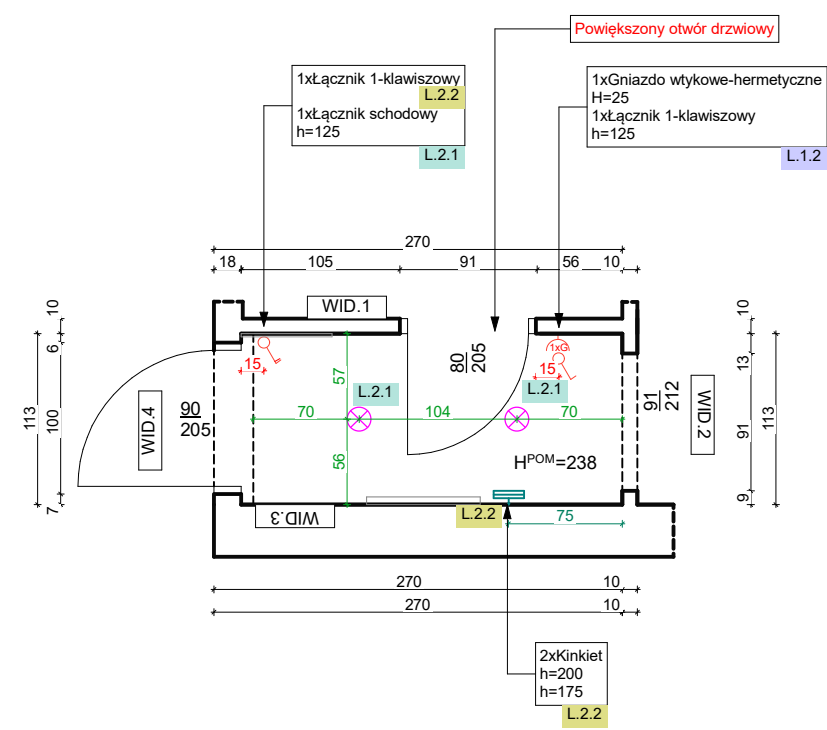 Powiększony otwór drzwiowy
1xŁącznik 1-klawiszowy
L.2.2
1xŁącznik schodowy
h=125
L.2.1
1xGniazdo wtykowe-hermetyczne
H=25
1xŁącznik 1-klawiszowy
h=125
L.1.2
270
18 105 91 56 10
WID.1
10
6
100
7
113
WID.4
90
205
15
57
56
L.2.1
70 104 70
80
205
1xG
15
L.2.1
HPOM=238
91
212
WID.2
10
13
91
9
113
WID.3
L.2.2
75
270 10
270 10
2xKinkiet
h=200
h=175
L.2.2